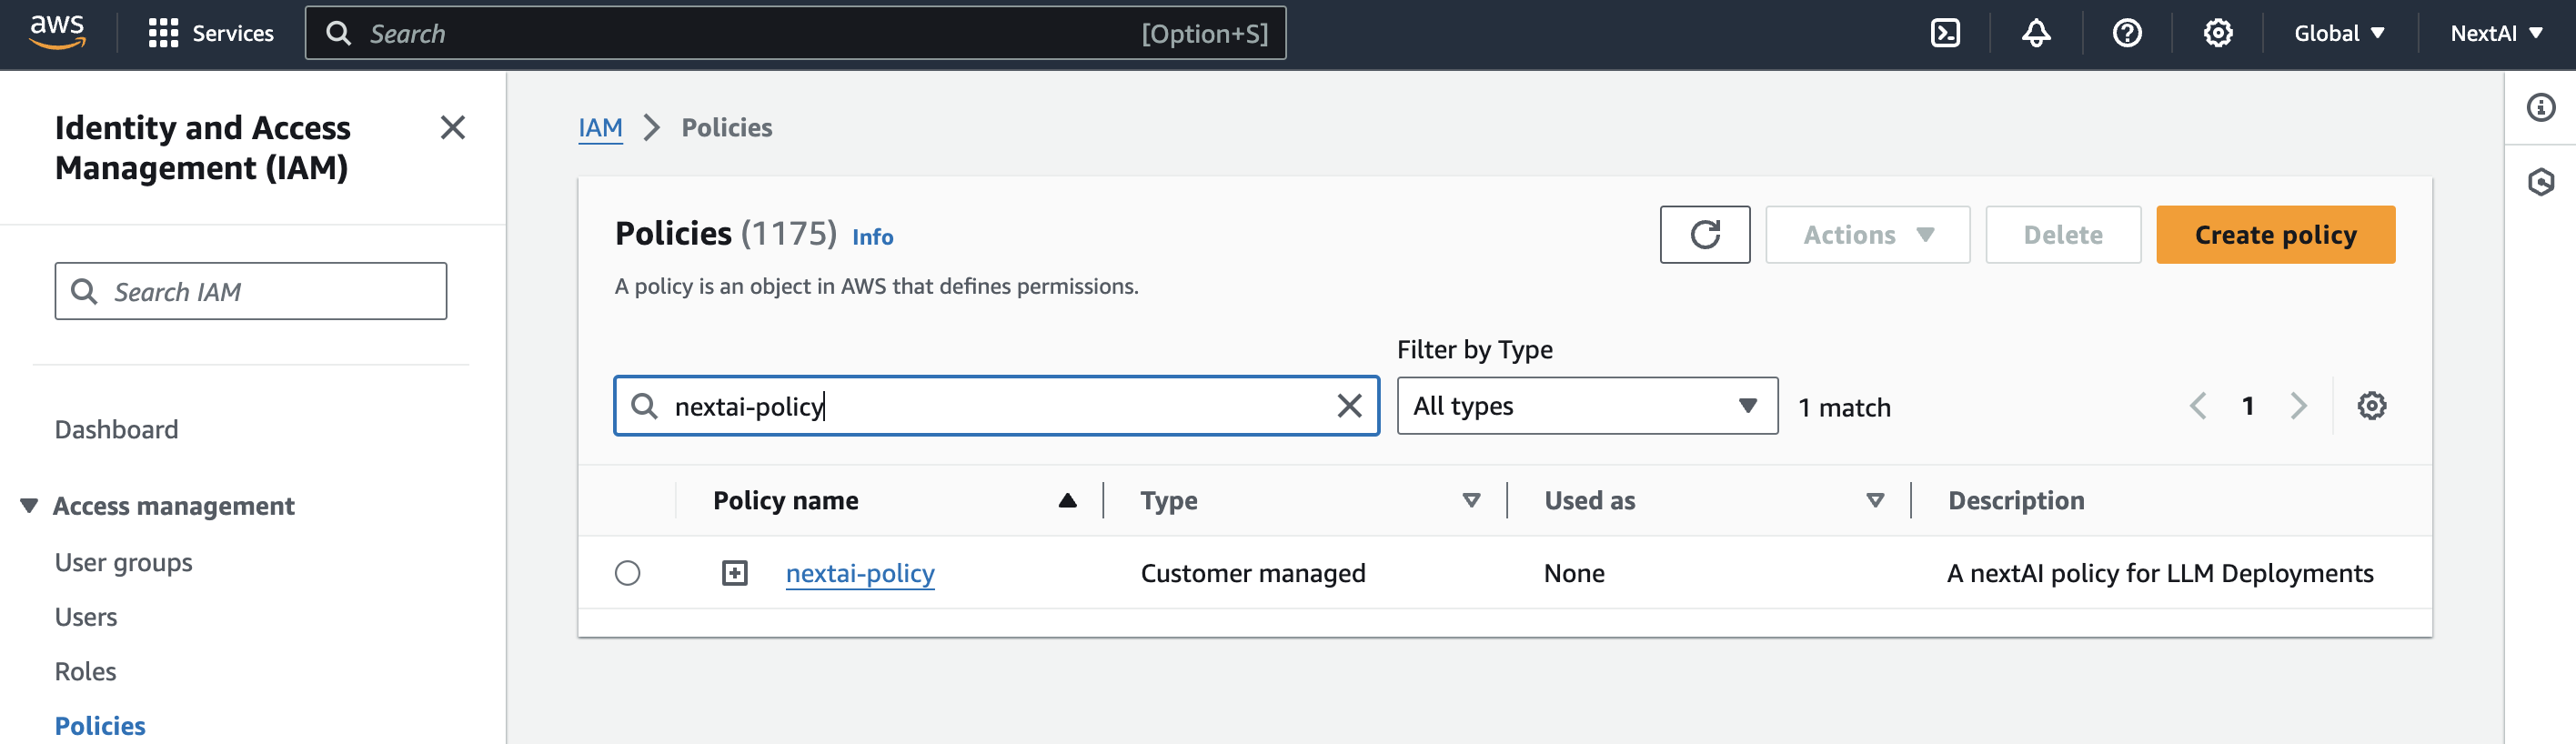 aws Services Search [Option+S] Global NextAI
Identity and Access
Management (IAM)
Search IAM
Dashboard
Access management
User groups
Users
Roles
Policies
IAM Policies
Policies (1175) Info
Actions Delete Create policy
A policy is an object in AWS that defines permissions.
Filter by Type
nextai-policy All types 1 match 1
Policy name Type Used as Description
nextai-policy Customer managed None A nextAI policy for LLM Deployments